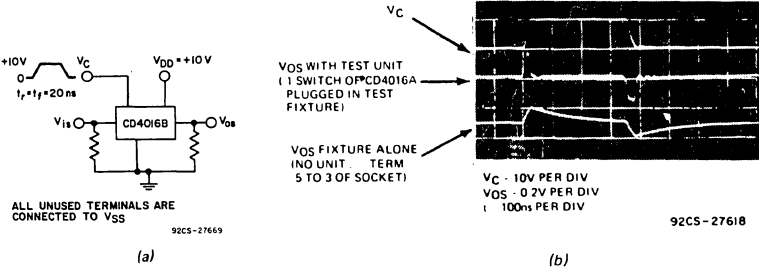 +10V
0
tr=tf=20ns
VC
VDD=+10V
Vis
CD4016B
Vos
ALL UNUSED TERMINALS ARE
CONNECTED TO VSS
92CS-27669
(a)
VC
VOS WITH TEST UNIT
(1 SWITCH OF CD4016A
PLUGGED IN TEST
FIXTURE)
VOS FIXTURE ALONE
(NO UNIT. TERM
5 TO 3 OF SOCKET)
VC - 10V PER DIV
VOS - 0.2V PER DIV
t 100ns PER DIV
92CS-27618
(b)